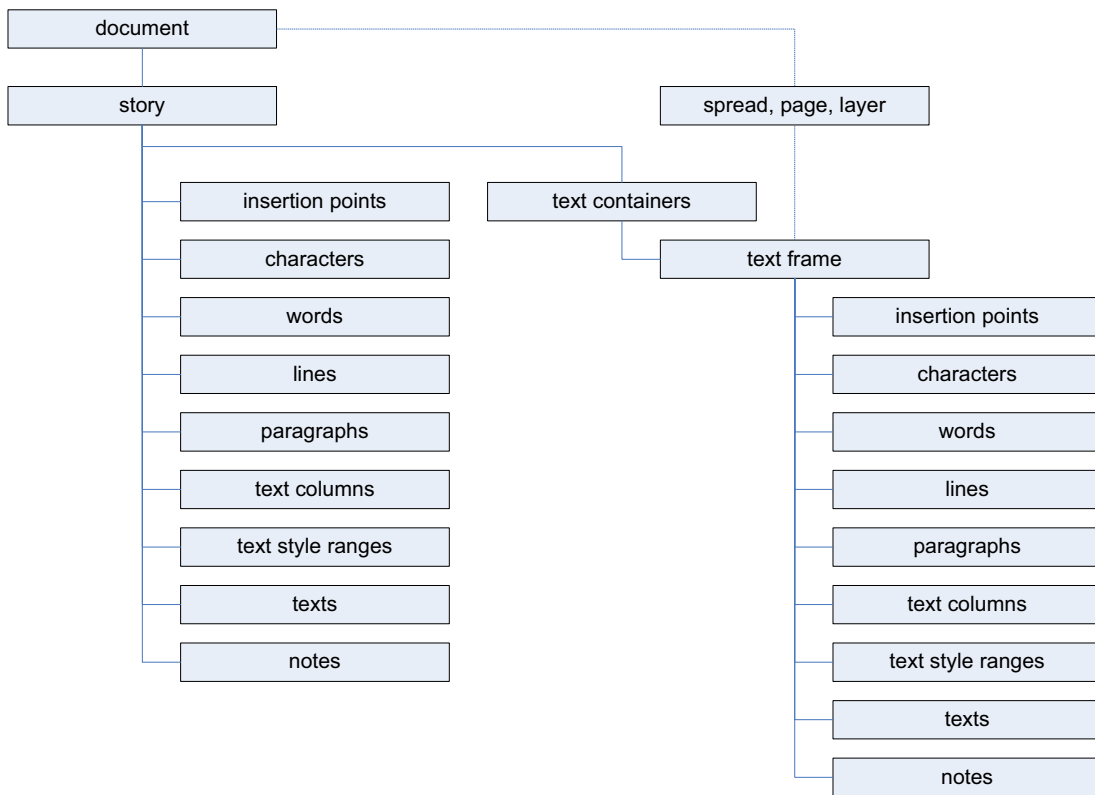 document
story
spread, page, layer
insertion points
text containers
characters
text frame
words
insertion points
lines
characters
paragraphs
words
text columns
lines
text style ranges
paragraphs
texts
text columns
notes
text style ranges
texts
notes